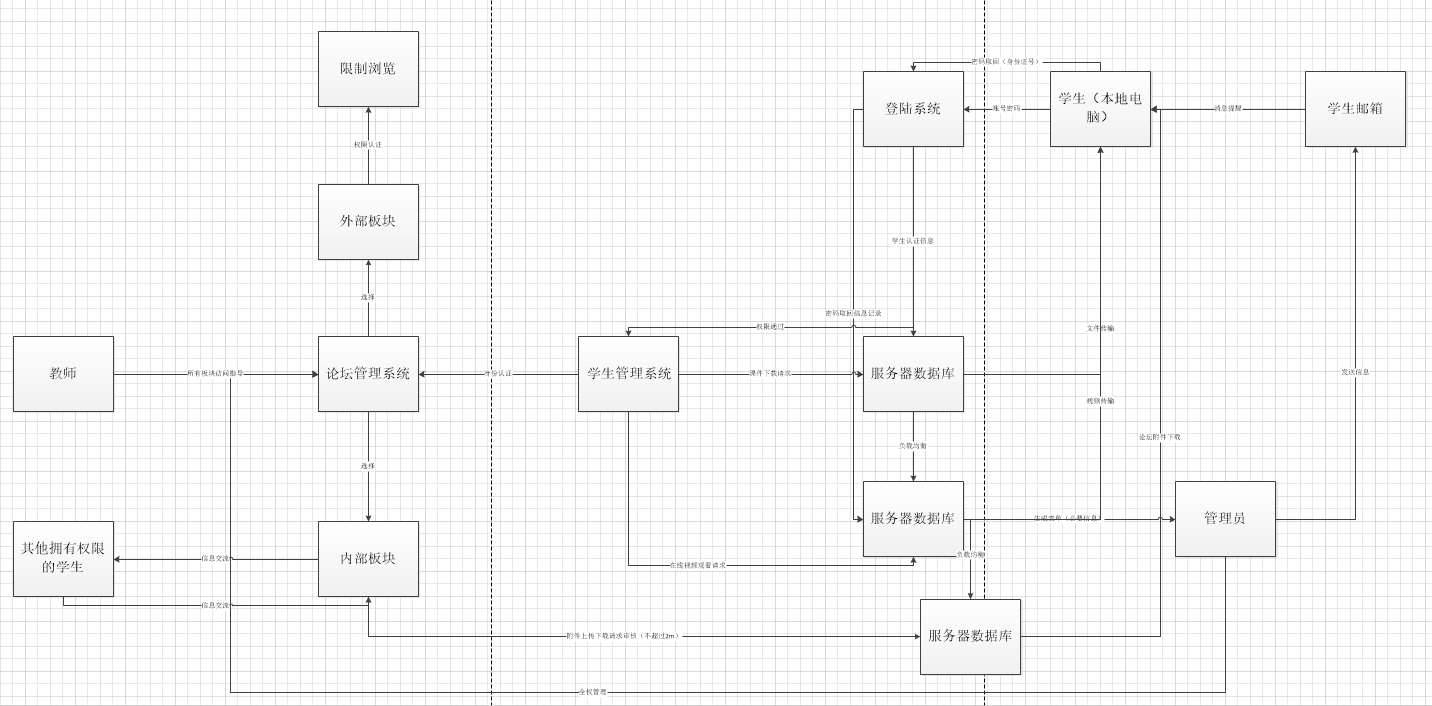 限制浏览
权限认证
外部板块
选择
教师
所有板块访问指导
论坛管理系统
选择
其他拥有权限
的学生
信息交流
内部板块
信息交流
身份认证
学生管理系统
权限通过
课件下载请求
在线视频观看请求
附件上传下载请求审核（不超过2m）
全权管理
密码取回（身份证号）
登陆系统
账号密码
学生（本地电
脑）
消息提醒
学生邮箱
学生认证信息
密码取回信息记录
服务器数据库
文件传输
视频传输
发送信息
负载均衡
论坛附件下载
服务器数据库
生成表单（必要信息）
管理员
负载均衡
服务器数据库